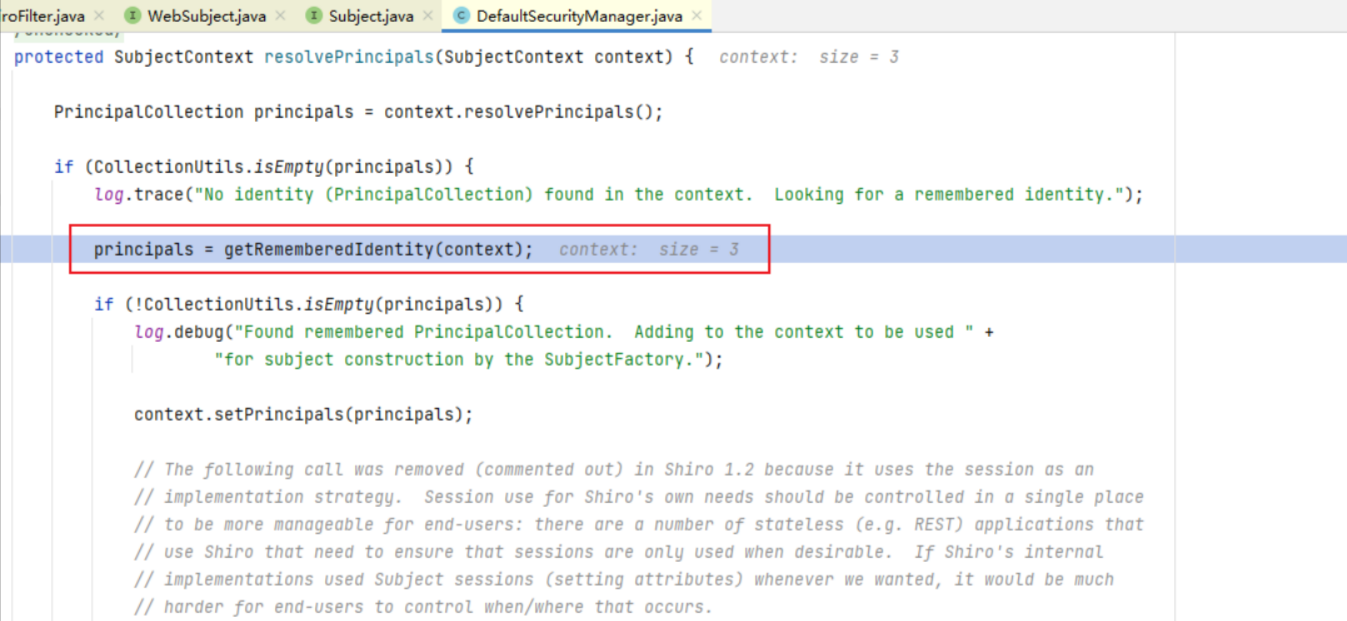 iroFilter.java × I WebSubject.java × I Subject.java × C DefaultSecurityManager.java ×
protected SubjectContext resolvePrincipals(SubjectContext context) { context: size = 3
PrincipalCollection principals = context.resolvePrincipals();
if (CollectionUtils.isEmpty(principals)) {
log.trace("No identity (PrincipalCollection) found in the context.  Looking for a remembered identity.");
principals = getRememberedIdentity(context); context: size = 3
if (!CollectionUtils.isEmpty(principals)) {
log.debug("Found remembered PrincipalCollection.  Adding to the context to be used " +
"for subject construction by the SubjectFactory.");
context.setPrincipals(principals);
// The following call was removed (commented out) in Shiro 1.2 because it uses the session as an
// implementation strategy.  Session use for Shiro's own needs should be controlled in a single place
// to be more manageable for end-users: there are a number of stateless (e.g. REST) applications that
// use Shiro that need to ensure that sessions are only used when desirable.  If Shiro's internal
// implementations used Subject sessions (setting attributes) whenever we wanted, it would be much
// harder for end-users to control when/where that occurs.